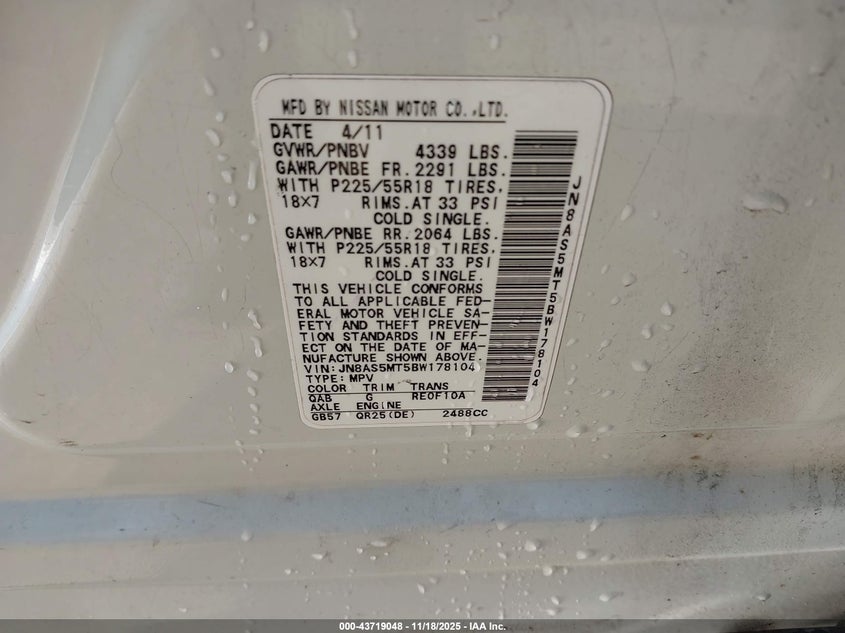 MFD BY NISSAN MOTOR CO.,LTD.
DATE 4/11
GVWR/PNBV 4339 LBS.
GAWR/PNBE FR.2291 LBS.
WITH P225/55R18 TIRES,
18X7 RIMS.AT 33 PSI
COLD SINGLE.
GAWR/PNBE RR.2064 LBS.
WITH P225/55R18 TIRES,
18X7 RIMS.AT 33 PSI
COLD SINGLE.
THIS VEHICLE CONFORMS
TO ALL APPLICABLE FED-
ERAL MOTOR VEHICLE SA-
FETY AND THEFT PREVEN-
TION STANDARDS IN EFF-
ECT ON THE DATE OF MA-
NUFACTURE SHOWN ABOVE.
VIN: JN8AS5MT5BW178104
TYPE: MPV
COLOR TRIM TRANS
QAB G RE0F10A
AXLE ENGINE
GB57 QR25(DE) 2488CC
JN8AS5MT5BW178104
000-43719048 - 11/18/2025 - IAA Inc.